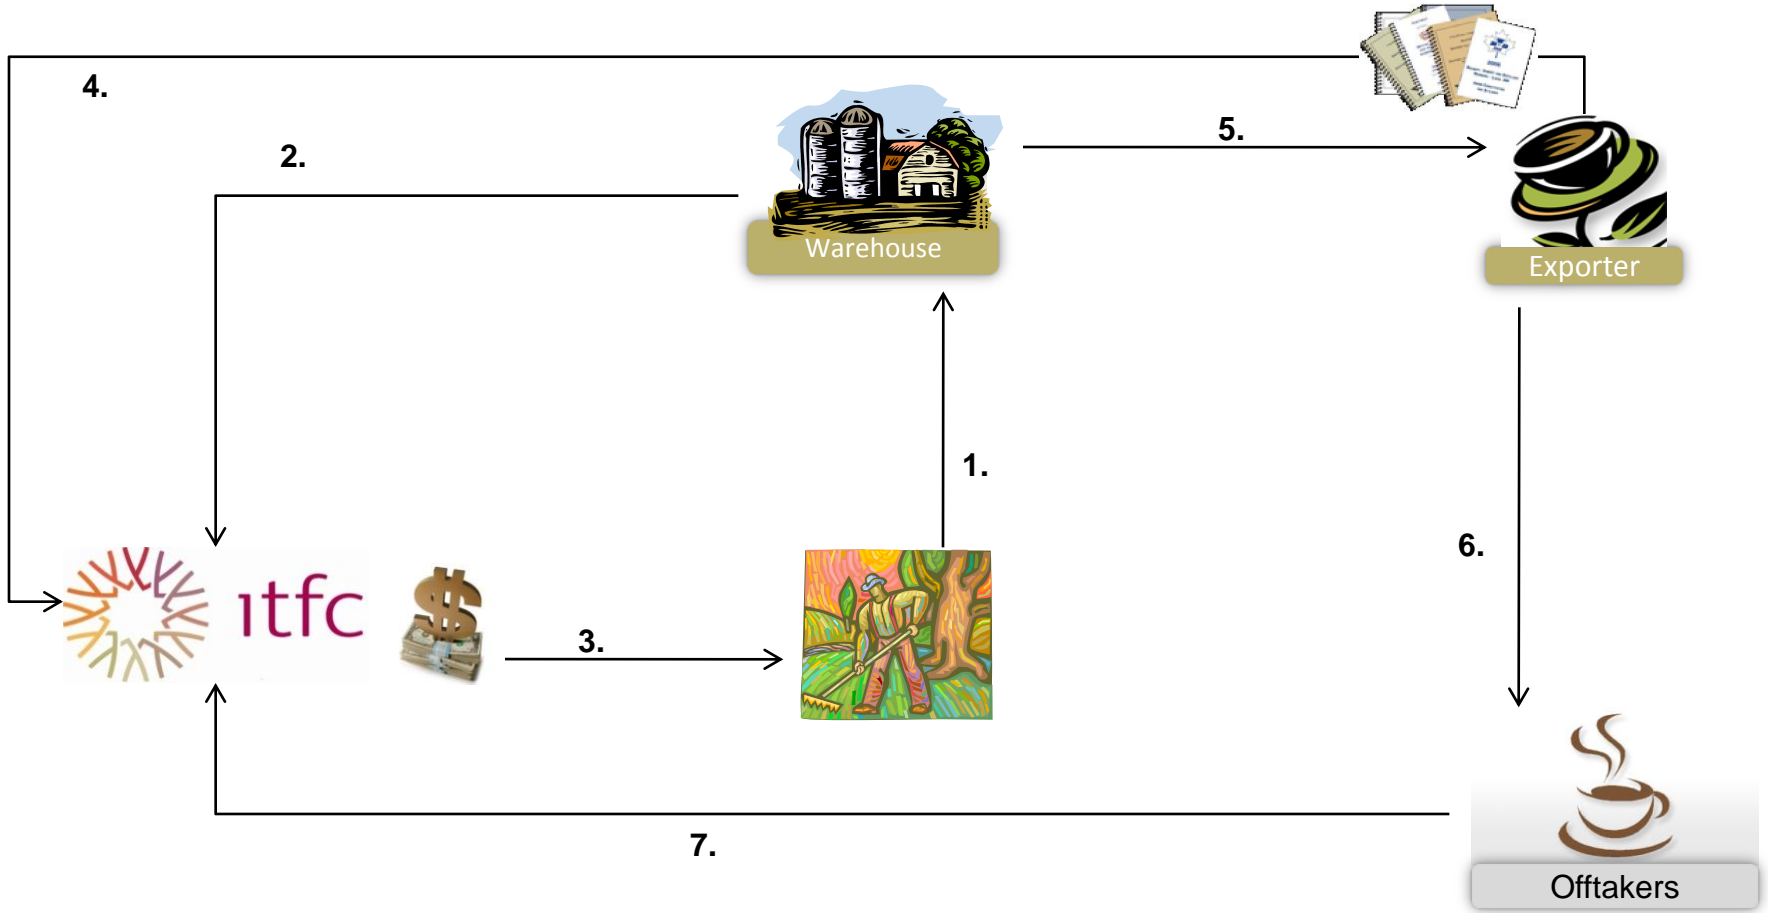 4.
2.
5.
Warehouse
Exporter
1.
6.
itfc
3.
7.
Offtakers